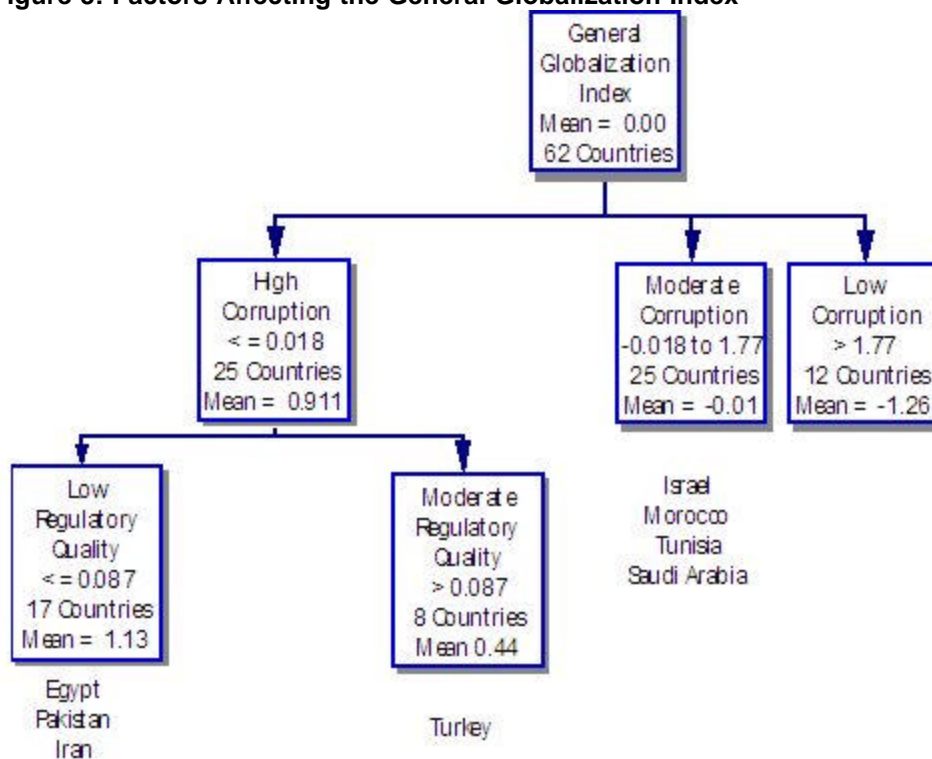 igure 3: Factors Affecting the General Globalization Index
General
Globalization
Index
Mean = 0.00
62 Countries
High
Corruption
< = 0.018
25 Countries
Mean = 0.911
Moderate
Corruption
-0.018 to 1.77
25 Countries
Mean = -0.01
Low
Corruption
> 1.77
12 Countries
Mean = -1.26
Low
Regulatory
Quality
< = 0.087
17 Countries
Mean = 1.13
Moderate
Regulatory
Quality
> 0.087
8 Countries
Mean 0.44
Israel
Morocco
Tunisia
Saudi Arabia
Egypt
Pakistan
Iran
Turkey